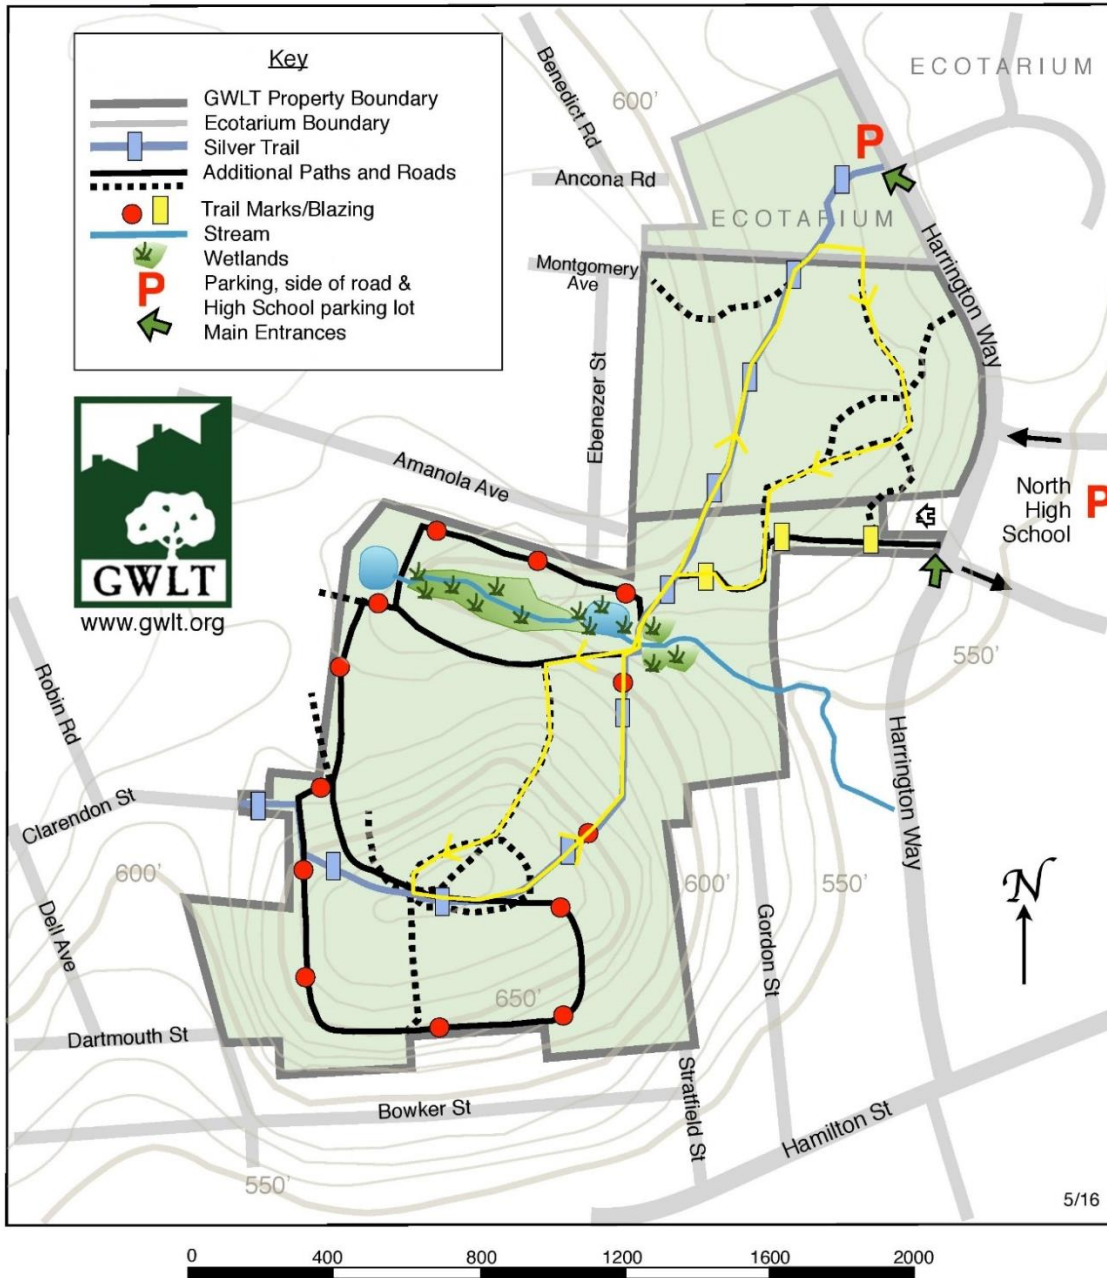 Key
GWLT Property Boundary
Ecotarium Boundary
Silver Trail
Additional Paths and Roads
Trail Marks/Blazing
Stream
Wetlands
P
Parking, side of road &
High School parking lot
Main Entrances
GWLT
www.gwlt.org
ECOTARIUM
Benedict Rd
600'
P
Ancona Rd
ECOTARIUM
Harrington Way
Montgomery
Ave
Ebenezer St
Amanola Ave
North
High
School
P
550'
Robin Rd
Clarendon St
Harrington Way
600'
600'
550'
Dell Ave
Gordon St
N
650'
Dartmouth St
Stratfield St
Bowker St
Hamilton St
550'
5/16
0
400
800
1200
1600
2000